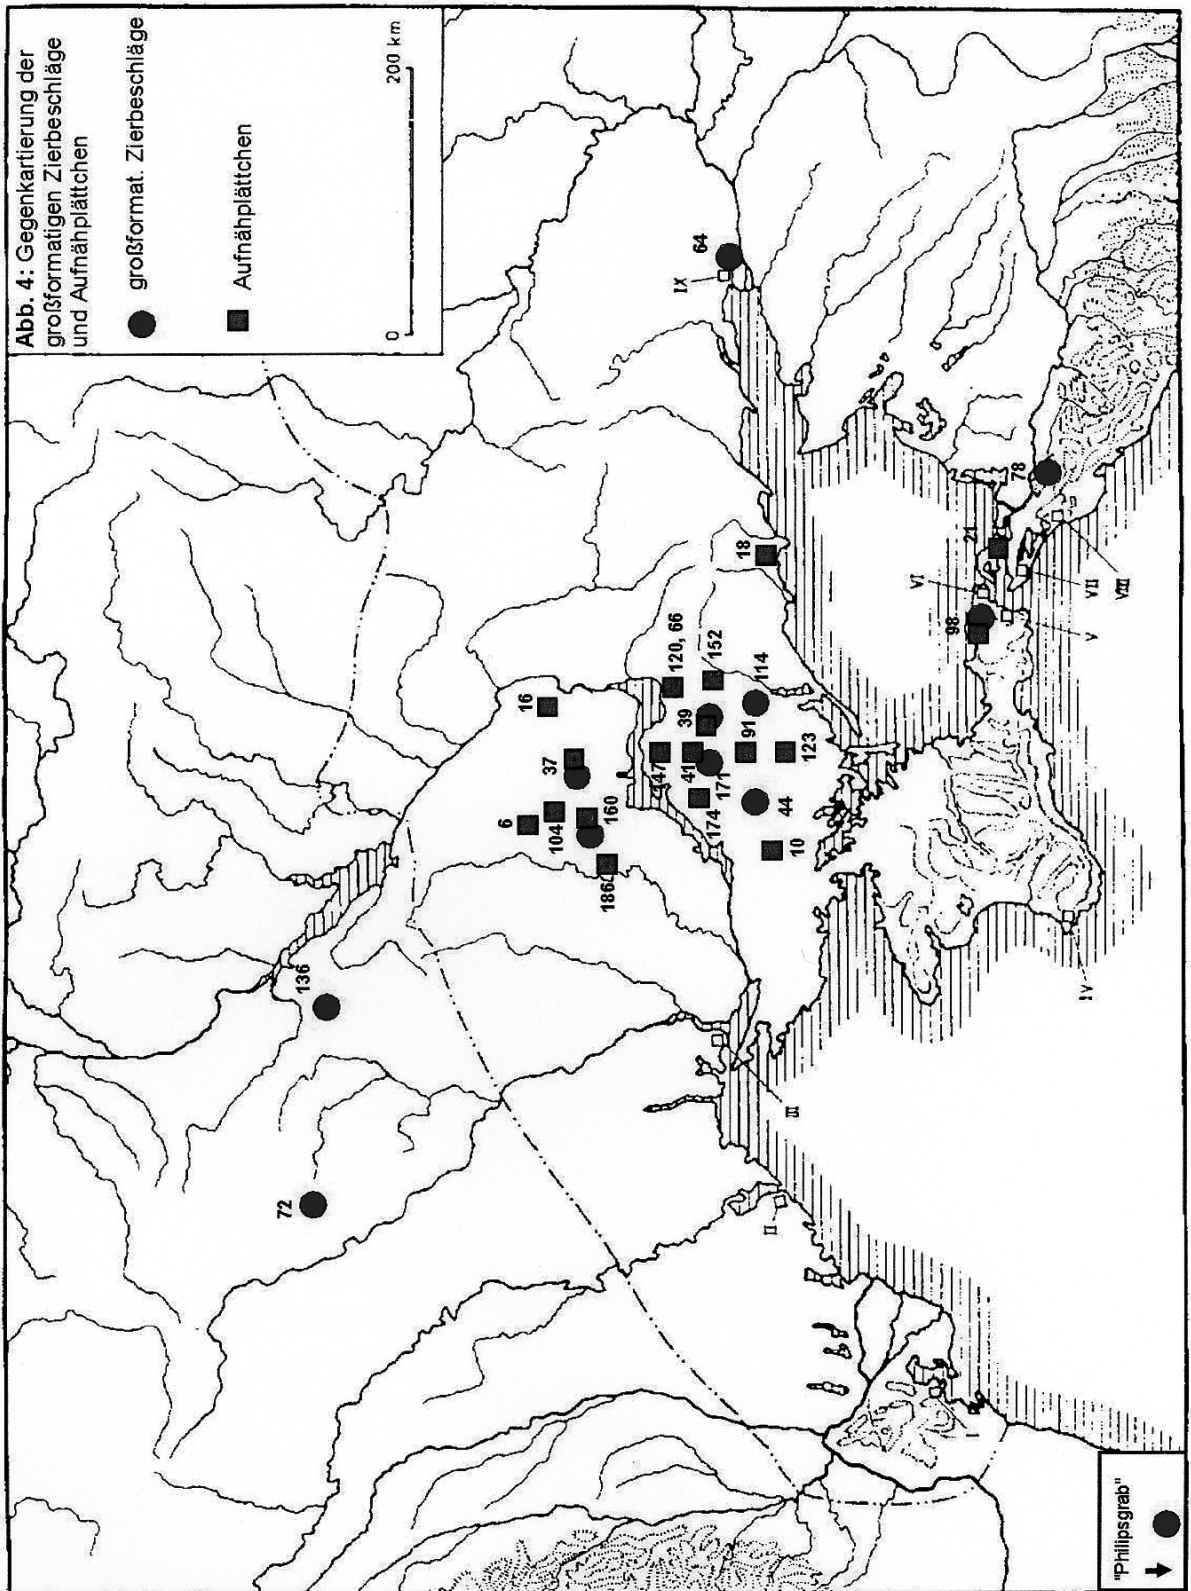 Abb. 4: Gegenkartierung der
großformatigen Zierbeschläge
und Aufnähplättchen
großformat. Zierbeschläge
Aufnähplättchen
0
200 km
64
IX
78
21
18
VI
VII
VIII
V
98
120, 66
152
114
16
39
91
37
147
41
123
171
6
104
160
174
44
10
186
136
IV
III
72
II
I
"Philipsgrab"